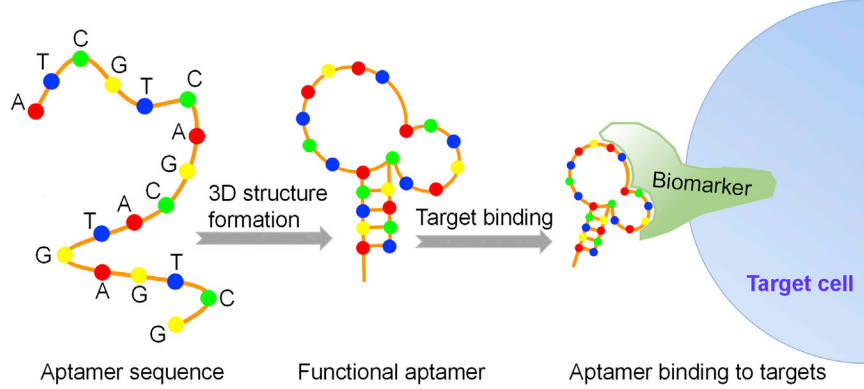 A
T
C
G
T
C
A
G
C
A
T
G
A
G
T
C
G
3D structure
formation
Target binding
Biomarker
Target cell
Aptamer sequence
Functional aptamer
Aptamer binding to targets